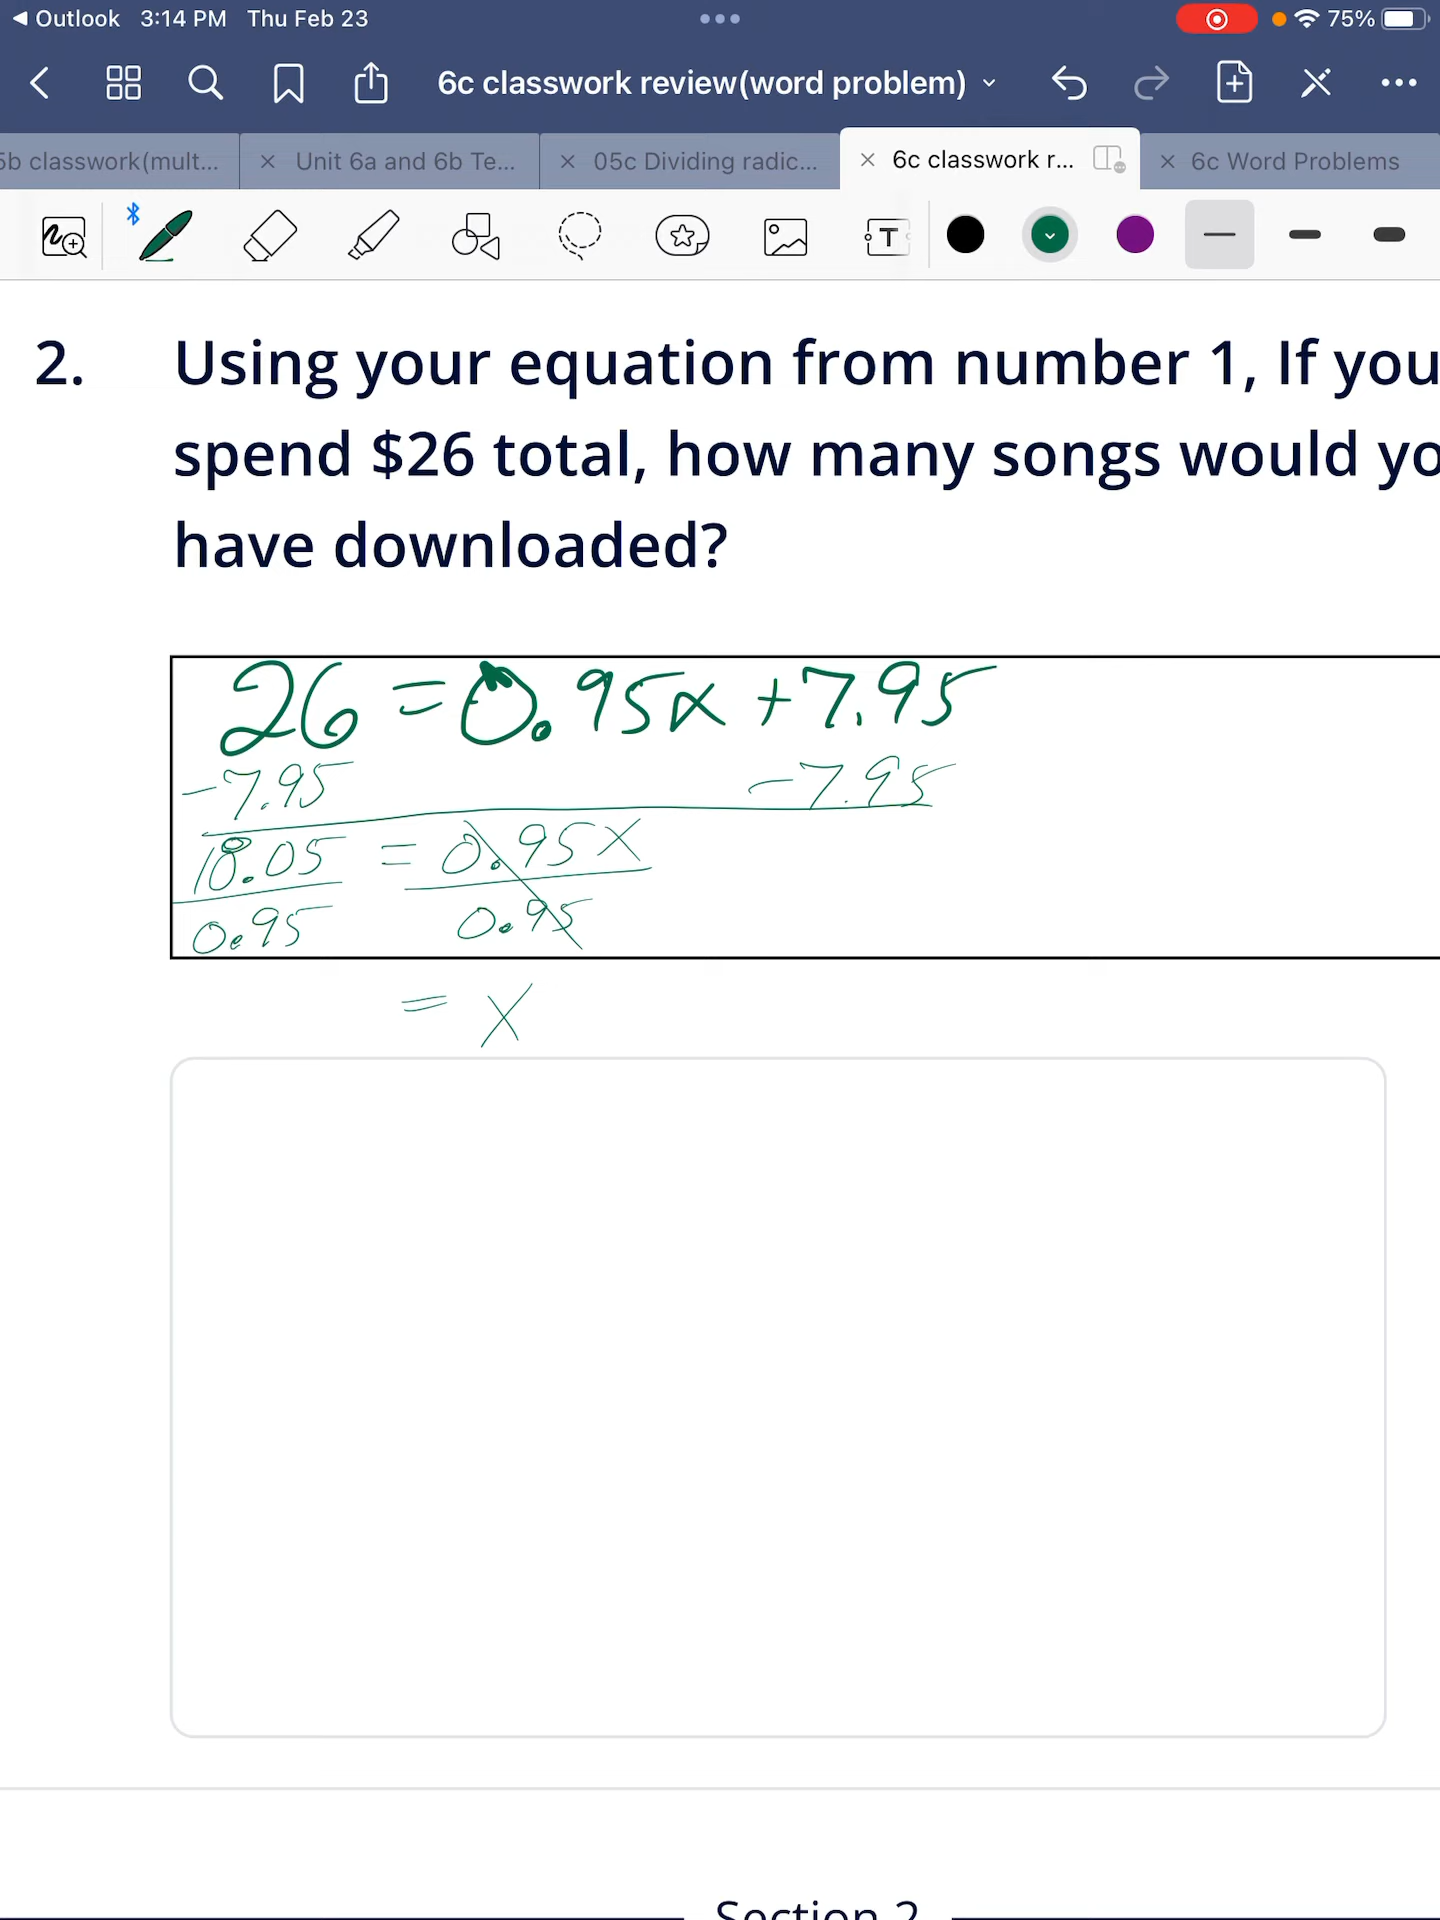 Outlook 3:14 PM Thu Feb 23 75%
6c classwork review(word problem)
5b classwork(mult... Unit 6a and 6b Te... 05c Dividing radic... 6c classwork r... 6c Word Problems
T
2. Using your equation from number 1, If you
spend $26 total, how many songs would yo
have downloaded?
26 = 0.95x + 7.95
-7.95 -7.95
18.05 = 0.95x
0.95 0.95
= x
Section 2